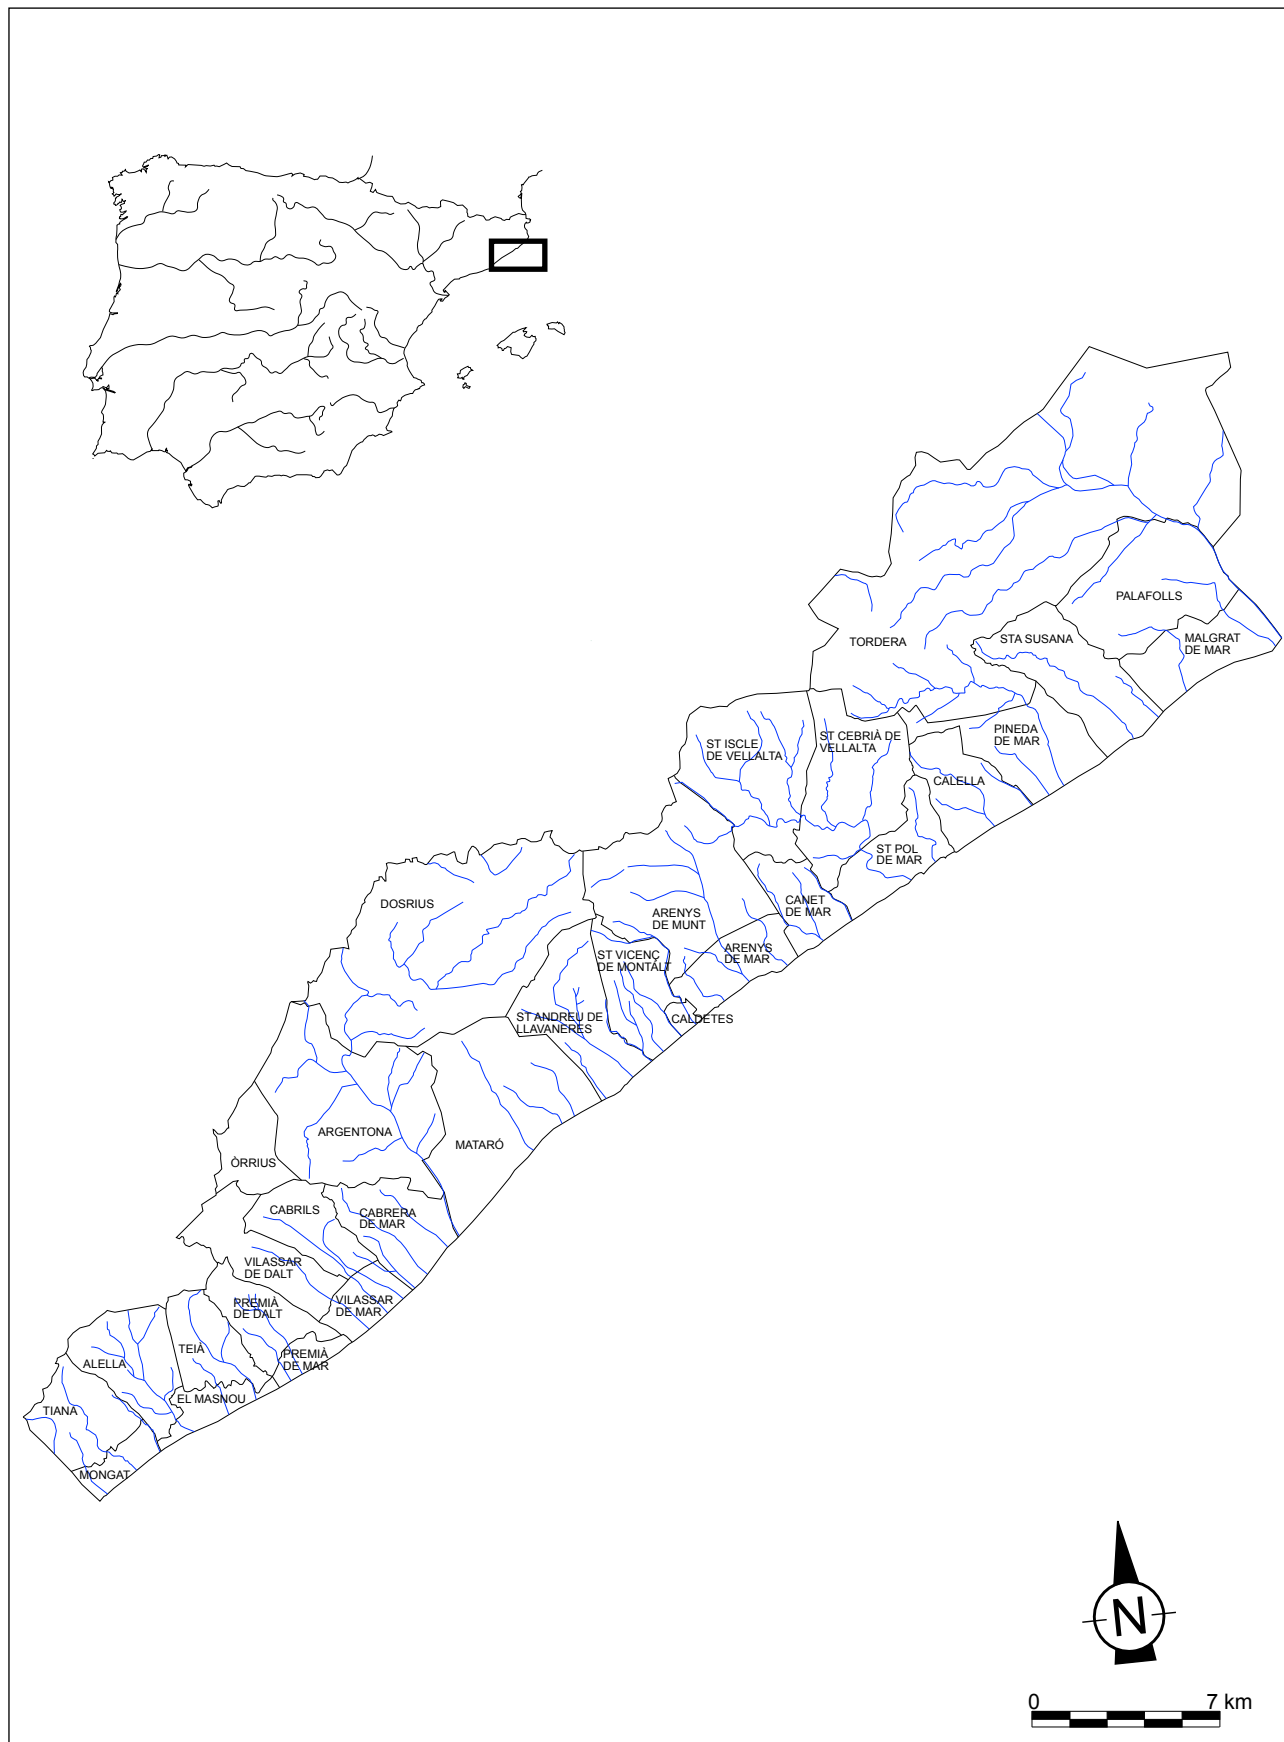 PALAFOLLS
TORDERA
STA SUSANA
MALGRAT
DE MAR
PINEDA
DE MAR
ST ISCLE
DE VELLALTA
ST CEBRIÀ DE
VELLALTA
CALELLA
ST POL
DE MAR
DOSRIUS
CANET
DE MAR
ARENYS
DE MUNT
ARENYS
DE MAR
ST VICENÇ
DE MONTALT
ST ANDREU DE
LLAVANERES
CALDETES
ARGENTONA
MATARÓ
ÒRRIUS
CABRILS
CABRERA
DE MAR
VILASSAR
DE DALT
PREMIÀ
DE DALT
VILASSAR
DE MAR
TEIÀ
PREMIÀ
DE MAR
ALELLA
EL MASNOU
TIANA
MONGAT
N
0 7 km